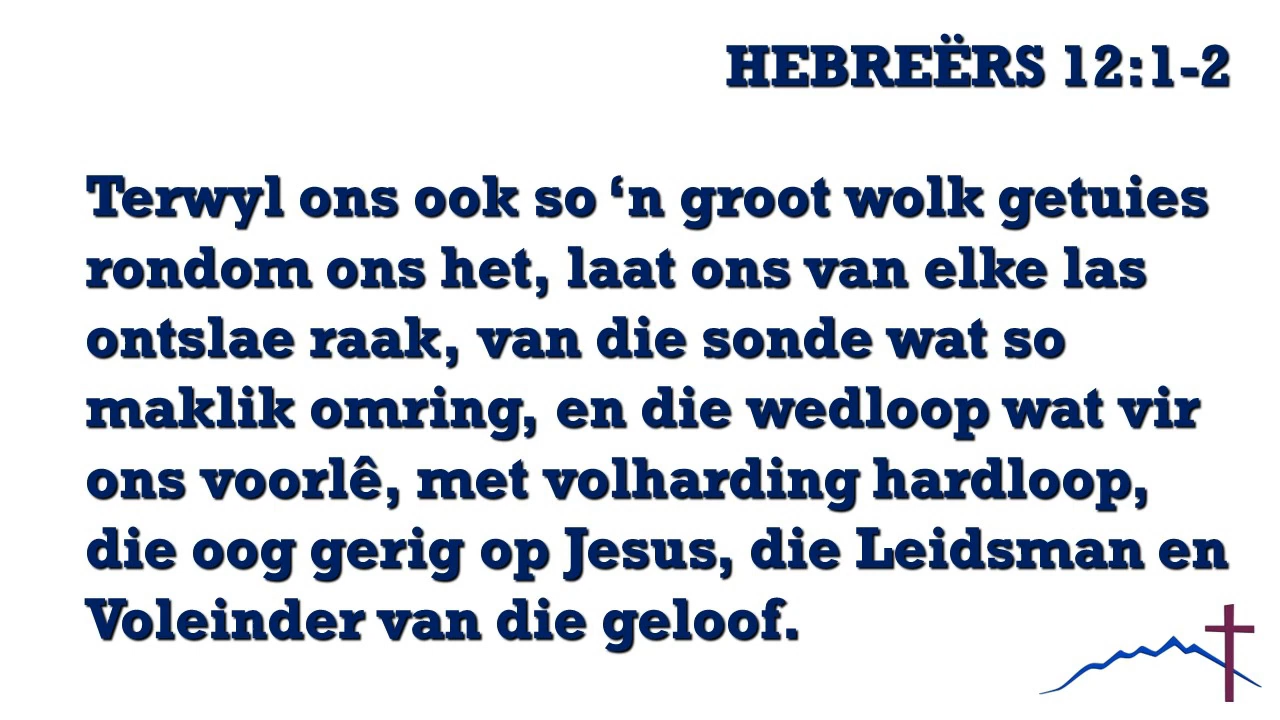 HEBREËRS 12:1-2
Terwyl ons ook so ‘n groot wolk getuies
rondom ons het, laat ons van elke las
ontslae raak, van die sonde wat so
maklik omring, en die wedloop wat vir
ons voorlê, met volharding hardloop,
die oog gerig op Jesus, die Leidsman en
Voleinder van die geloof.